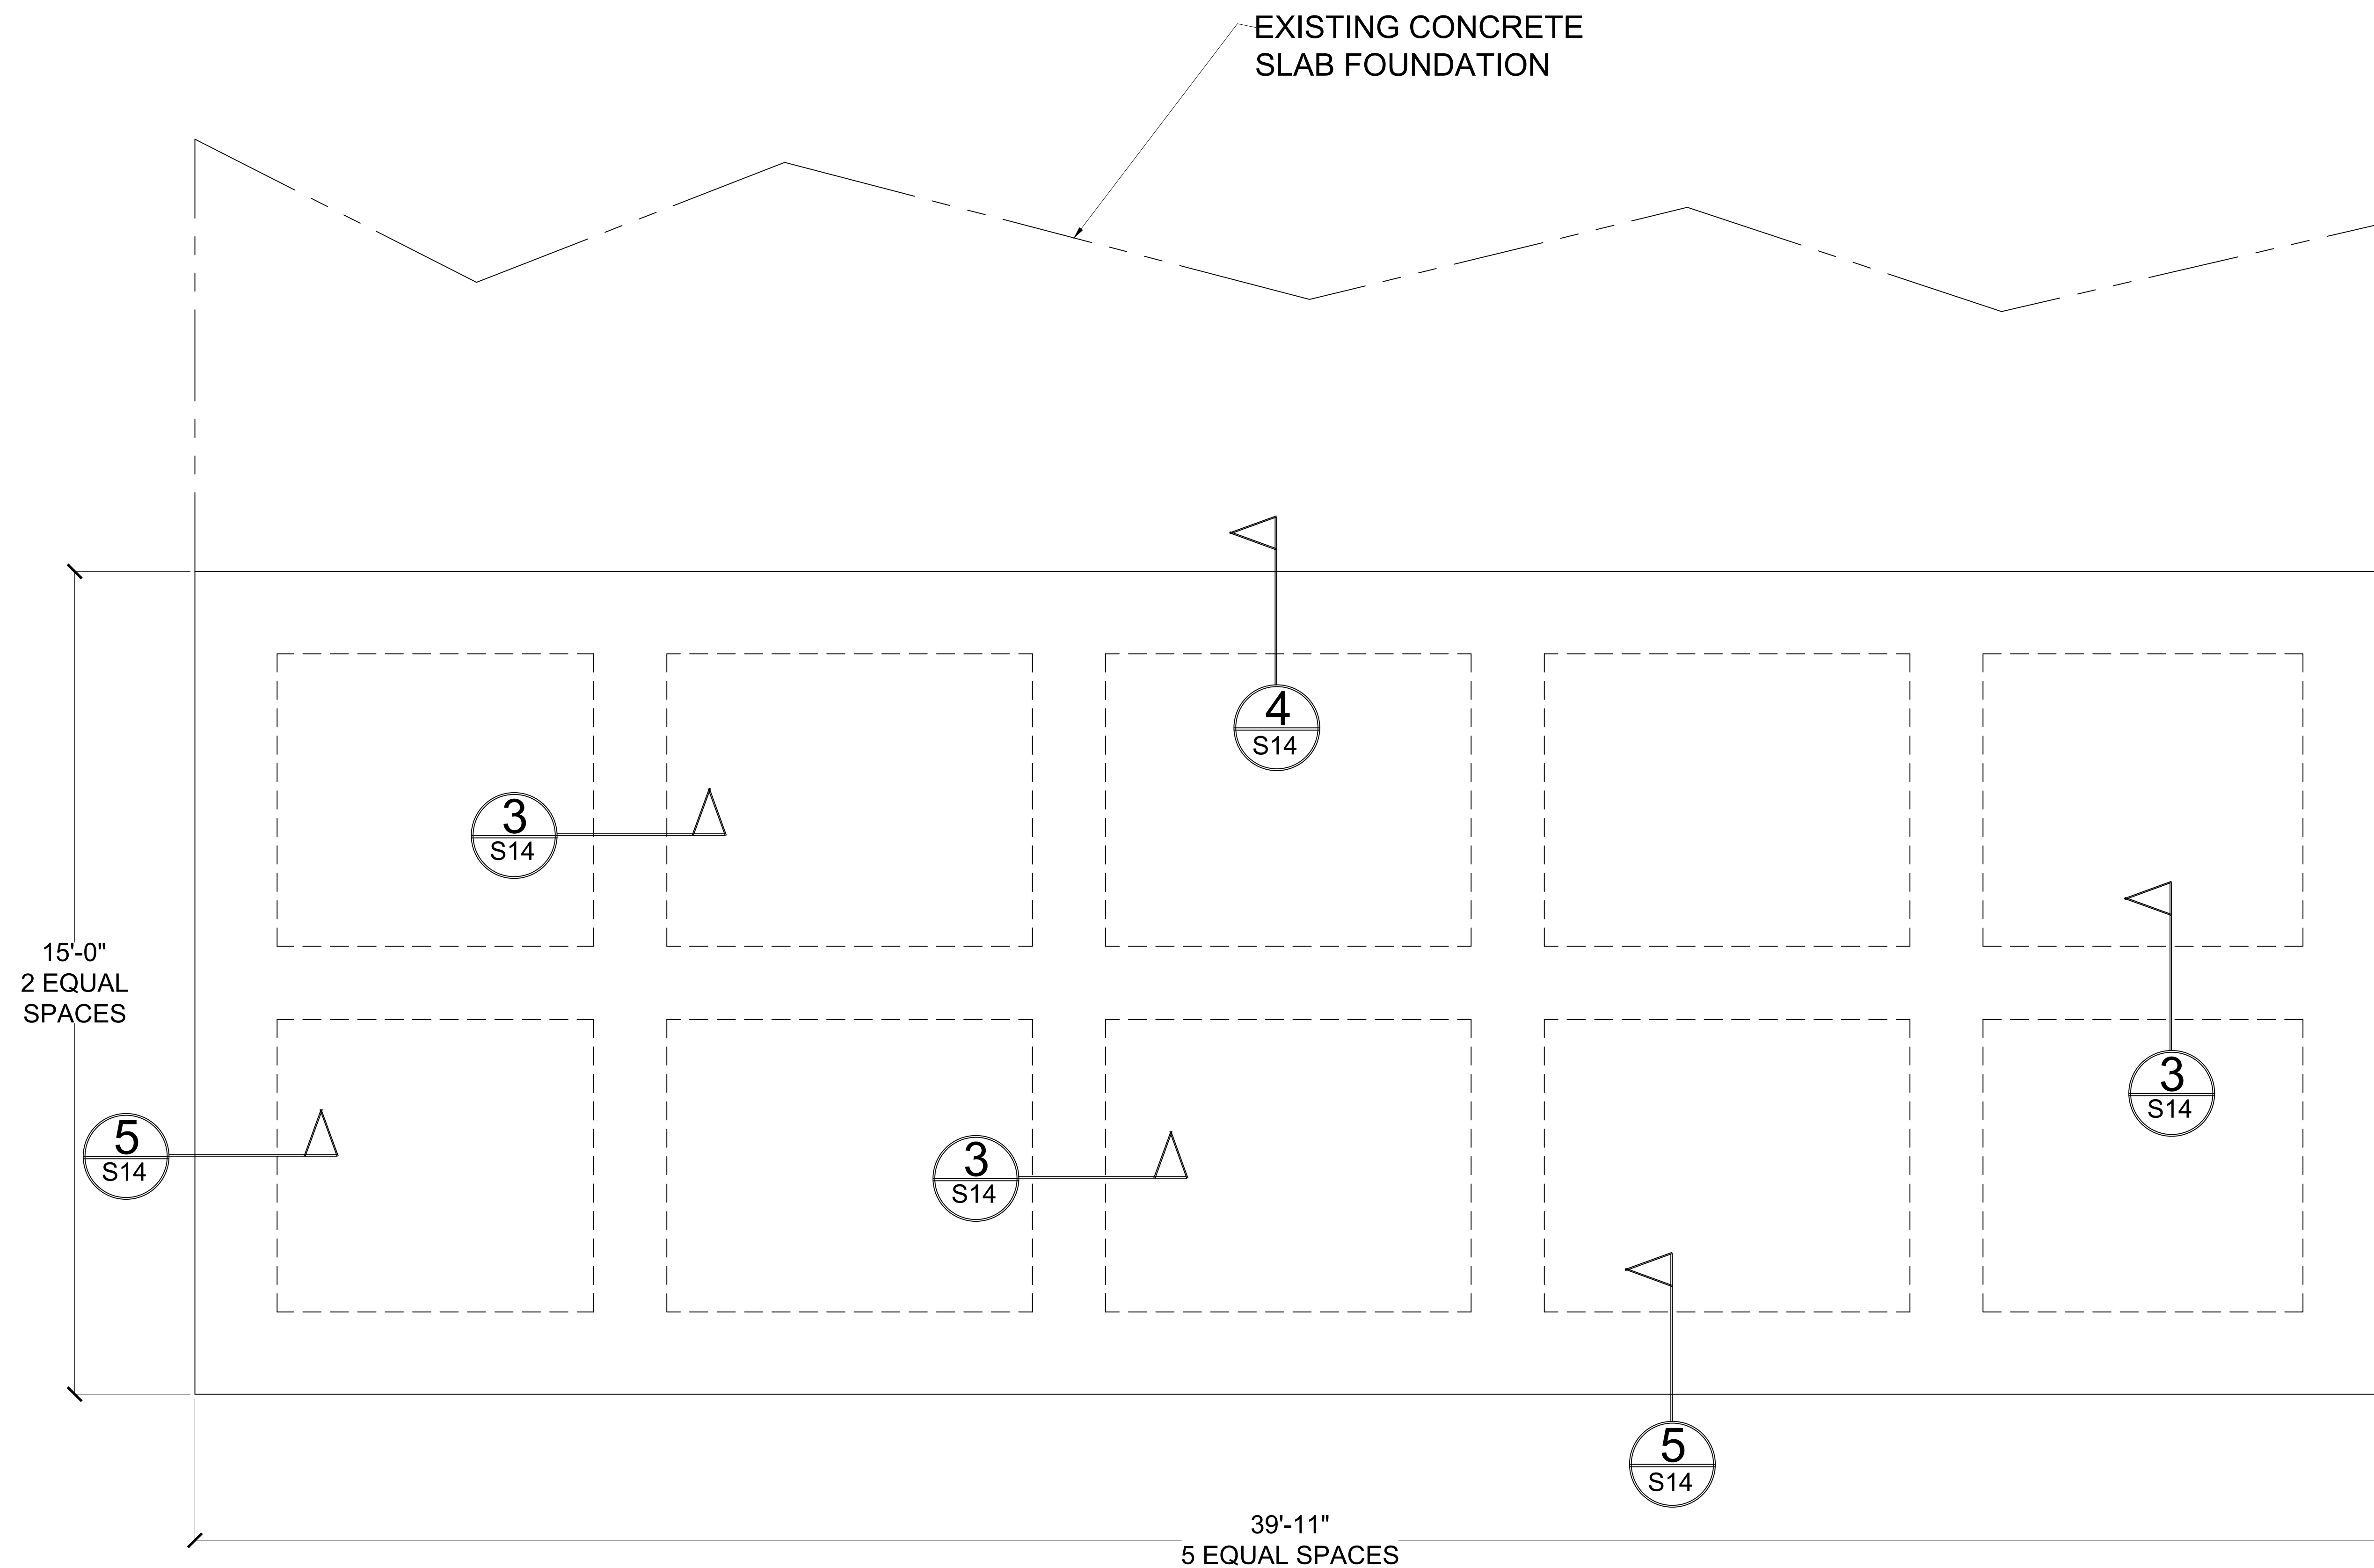 EXISTING CONCRETE
SLAB FOUNDATION
4
S14
3
S14
15'-0"
2 EQUAL
SPACES
3
S14
5
S14
3
S14
5
S14
39'-11"
5 EQUAL SPACES